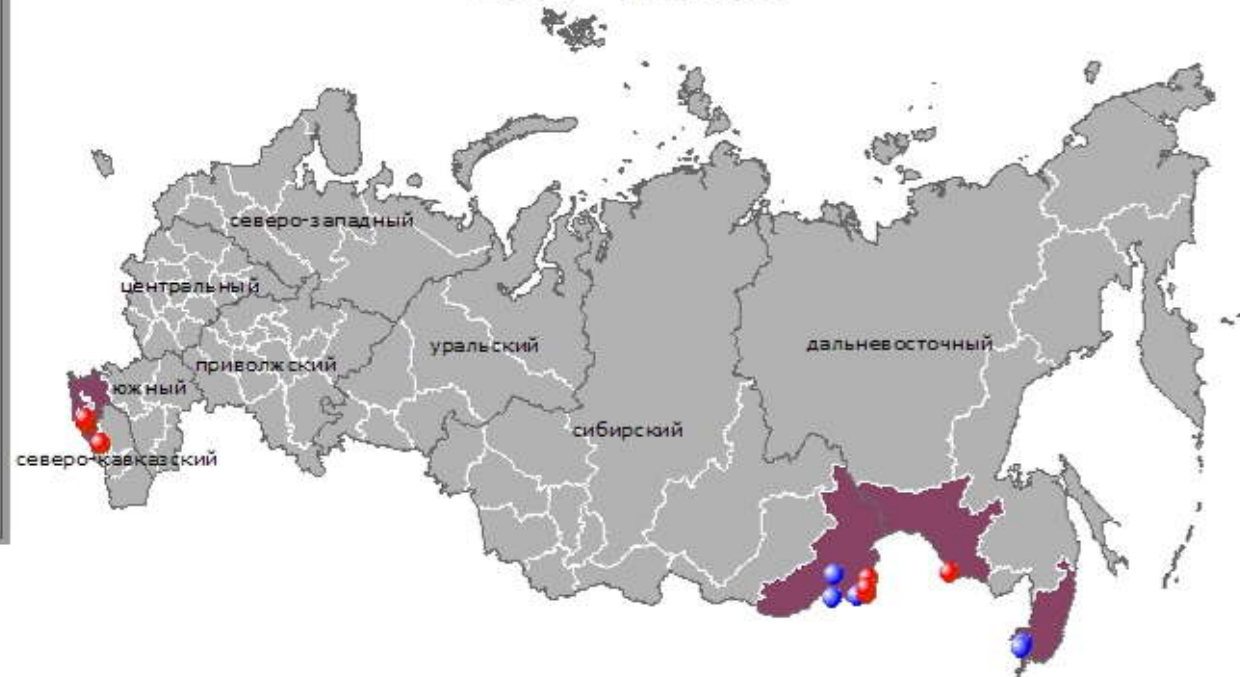 северо-западный
центральный
уральский
дальневосточный
приволжский
южный
сибирский
северо-кавказский